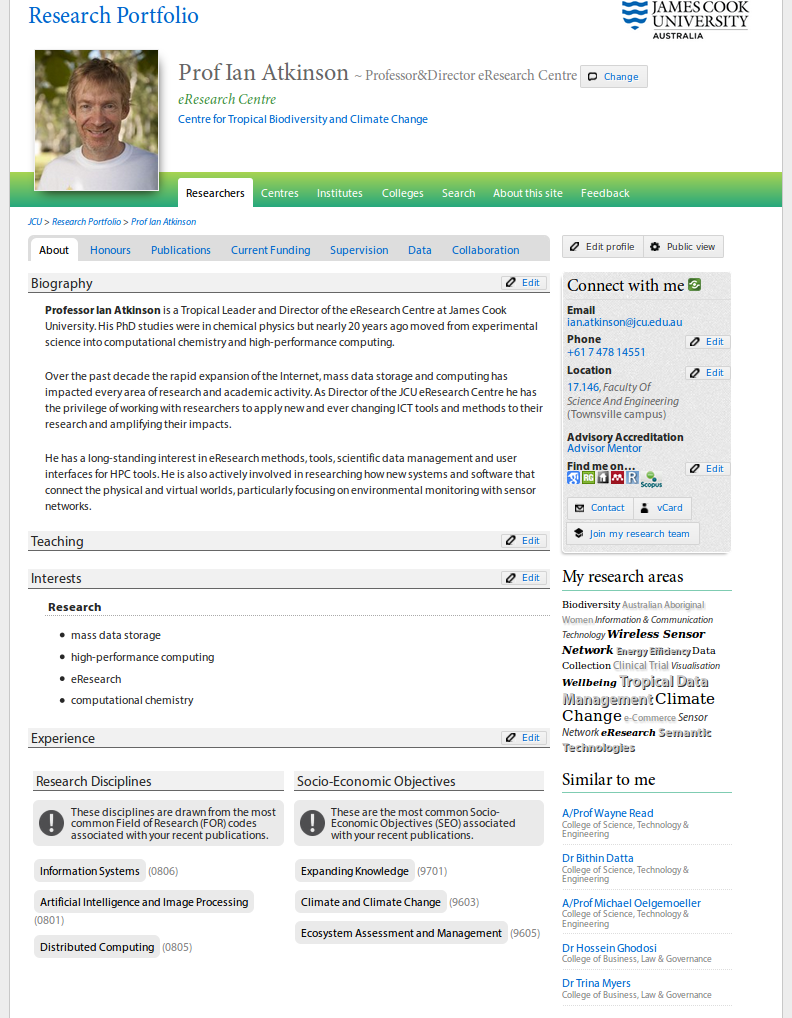 Research Portfolio
JAMES COOK
UNIVERSITY
AUSTRALIA
Prof Ian Atkinson ~ Professor&Director eResearch Centre Change
eResearch Centre
Centre for Tropical Biodiversity and Climate Change
Researchers Centres Institutes Colleges Search About this site Feedback
JCU > Research Portfolio > Prof Ian Atkinson
About Honours Publications Current Funding Supervision Data Collaboration
Edit profile Public view
Biography Edit
Professor Ian Atkinson is a Tropical Leader and Director of the eResearch Centre at James Cook
University. His PhD studies were in chemical physics but nearly 20 years ago moved from experimental
science into computational chemistry and high-performance computing.
Over the past decade the rapid expansion of the Internet, mass data storage and computing has
impacted every area of research and academic activity. As Director of the JCU eResearch Centre he has
the privilege of working with researchers to apply new and ever changing ICT tools and methods to their
research and amplifying their impacts.
He has a long-standing interest in eResearch methods, tools, scientific data management and user
interfaces for HPC tools. He is also actively involved in researching how new systems and software that
connect the physical and virtual worlds, particularly focusing on environmental monitoring with sensor
networks.
Teaching Edit
Interests Edit
Research
mass data storage
high-performance computing
eResearch
computational chemistry
Experience Edit
Research Disciplines
These disciplines are drawn from the most
common Field of Research (FOR) codes
associated with your recent publications.
Information Systems (0806)
Artificial Intelligence and Image Processing
(0801)
Distributed Computing (0805)
Socio-Economic Objectives
These are the most common Socio-
Economic Objectives (SEO) associated
with your recent publications.
Expanding Knowledge (9701)
Climate and Climate Change (9603)
Ecosystem Assessment and Management (9605)
Connect with me
Email
ian.atkinson@jcu.edu.au
Phone
+61 7 478 14551 Edit
Location Edit
17.146, Faculty Of
Science And Engineering
(Townsville campus)
Advisory Accreditation
Advisor Mentor
Find me on... Edit
g RG R Scopus
Contact vCard
Join my research team
My research areas
Biodiversity Australian Aboriginal
Women Information & Communication
Technology Wireless Sensor
Network Energy Efficiency Data
Collection Clinical Trial Visualisation
Wellbeing Tropical Data
Management Climate
Change e-Commerce Sensor
Network eResearch Semantic
Technologies
Similar to me
A/Prof Wayne Read
College of Science, Technology &
Engineering
Dr Bithin Datta
College of Science, Technology &
Engineering
A/Prof Michael Oelgemoeller
College of Science, Technology &
Engineering
Dr Hossein Ghodosi
College of Business, Law & Governance
Dr Trina Myers
College of Business, Law & Governance